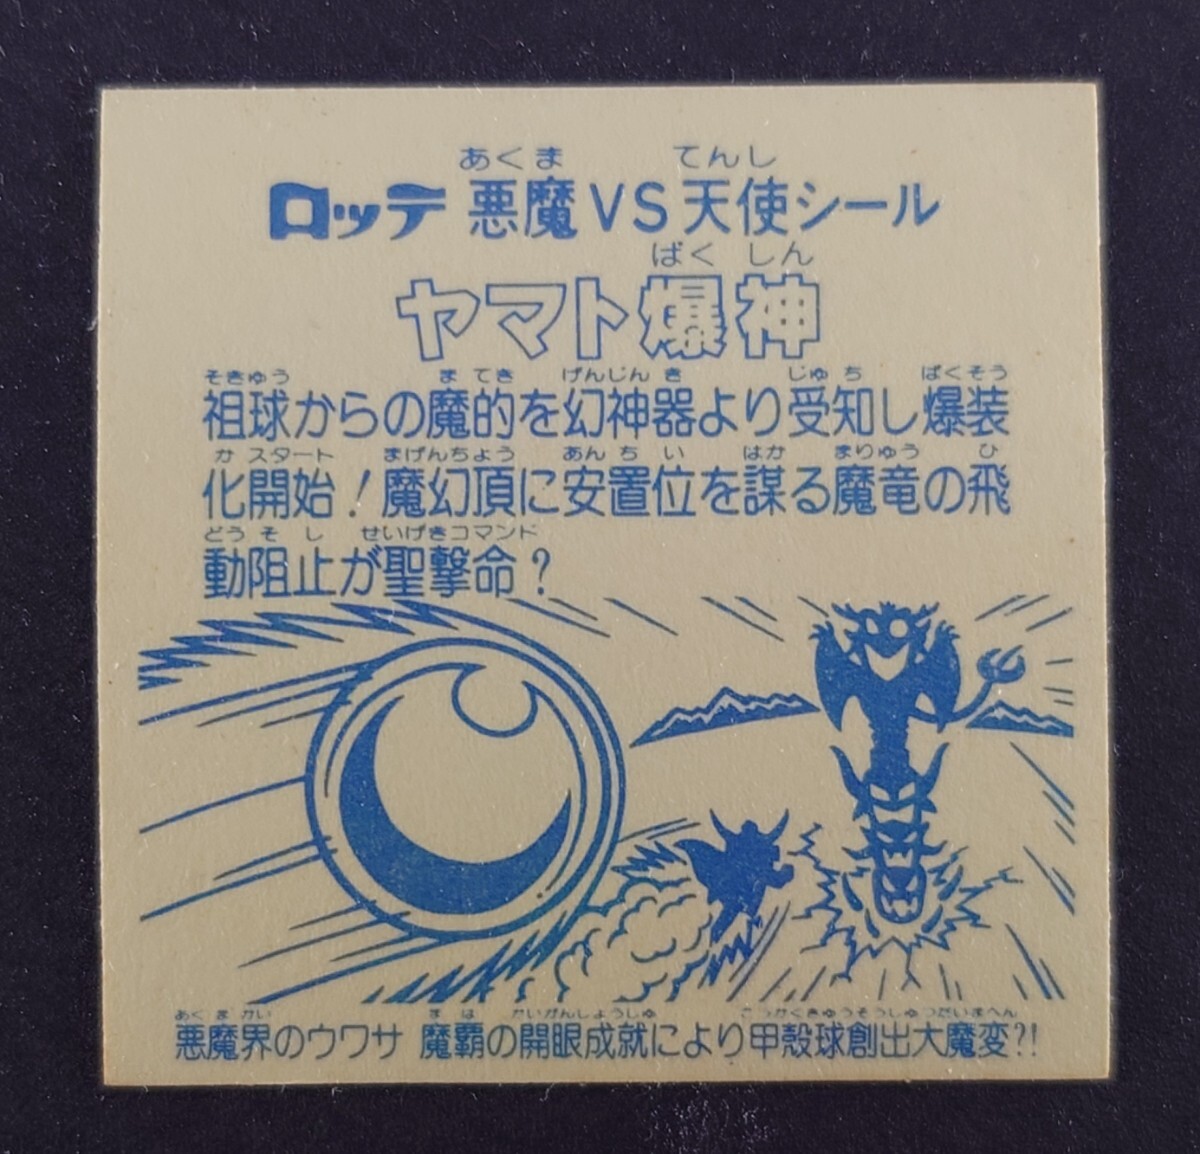 あくま てんし
ロッテ 悪魔VS天使シール
ばくしん
ヤマト爆神
そきゅう まてき げんじんき じゅち ばくそう
祖球からの魔的を幻神器より受知し爆装
かスタート まげんちょう あんちい はか まりゅう ひ
化開始!魔幻頂に安置位を謀る魔竜の飛
どうそし せいげきコマンド
動阻止が聖撃命?
あくまかい まは かいがんしょうしゅ こうかくきゅうそうしゅつだいまへん
悪魔界のウワサ 魔覇の開眼成就により甲殻球創出大魔変?!